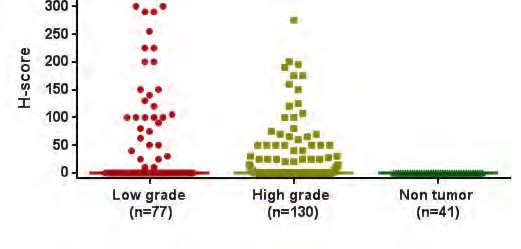 300
250
200
150
100
50
0
H-score
Low grade
(n=77)
High grade
(n=130)
Non tumor
(n=41)